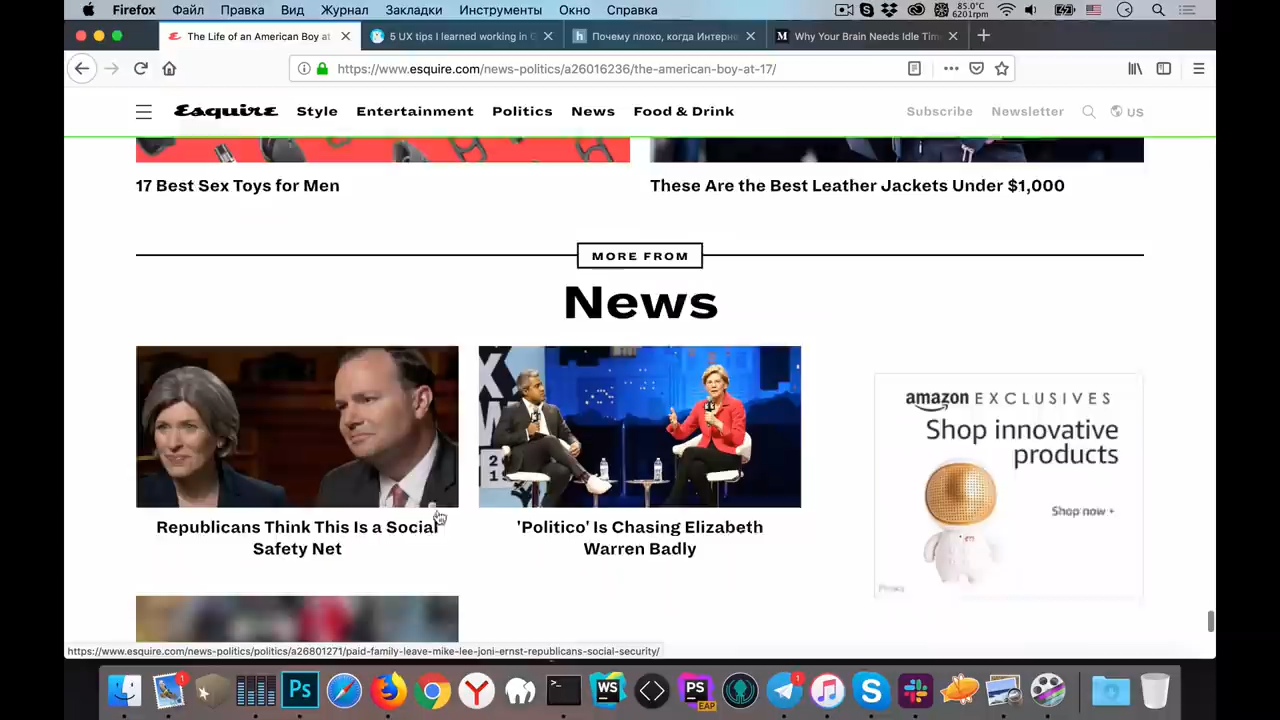 Firefox Файл Правка Вид Журнал Закладки Инструменты Окно Справка 85.0°C 6201rpm
The Life of an American Boy at 5 UX tips I learned working in G Почему плохо, когда Интерне Why Your Brain Needs Idle Tim
https://www.esquire.com/news-politics/a26016236/the-american-boy-at-17/
Esquire Style Entertainment Politics News Food & Drink Subscribe Newsletter US
17 Best Sex Toys for Men These Are the Best Leather Jackets Under $1,000
MORE FROM
News
amazon EXCLUSIVES
Shop innovative
products
Shop now
Republicans Think This Is a Social
Safety Net
'Politico' Is Chasing Elizabeth
Warren Badly
https://www.esquire.com/news-politics/politics/a26801271/paid-family-leave-mike-lee-joni-ernst-republicans-social-security/
Ps WS PS EAP